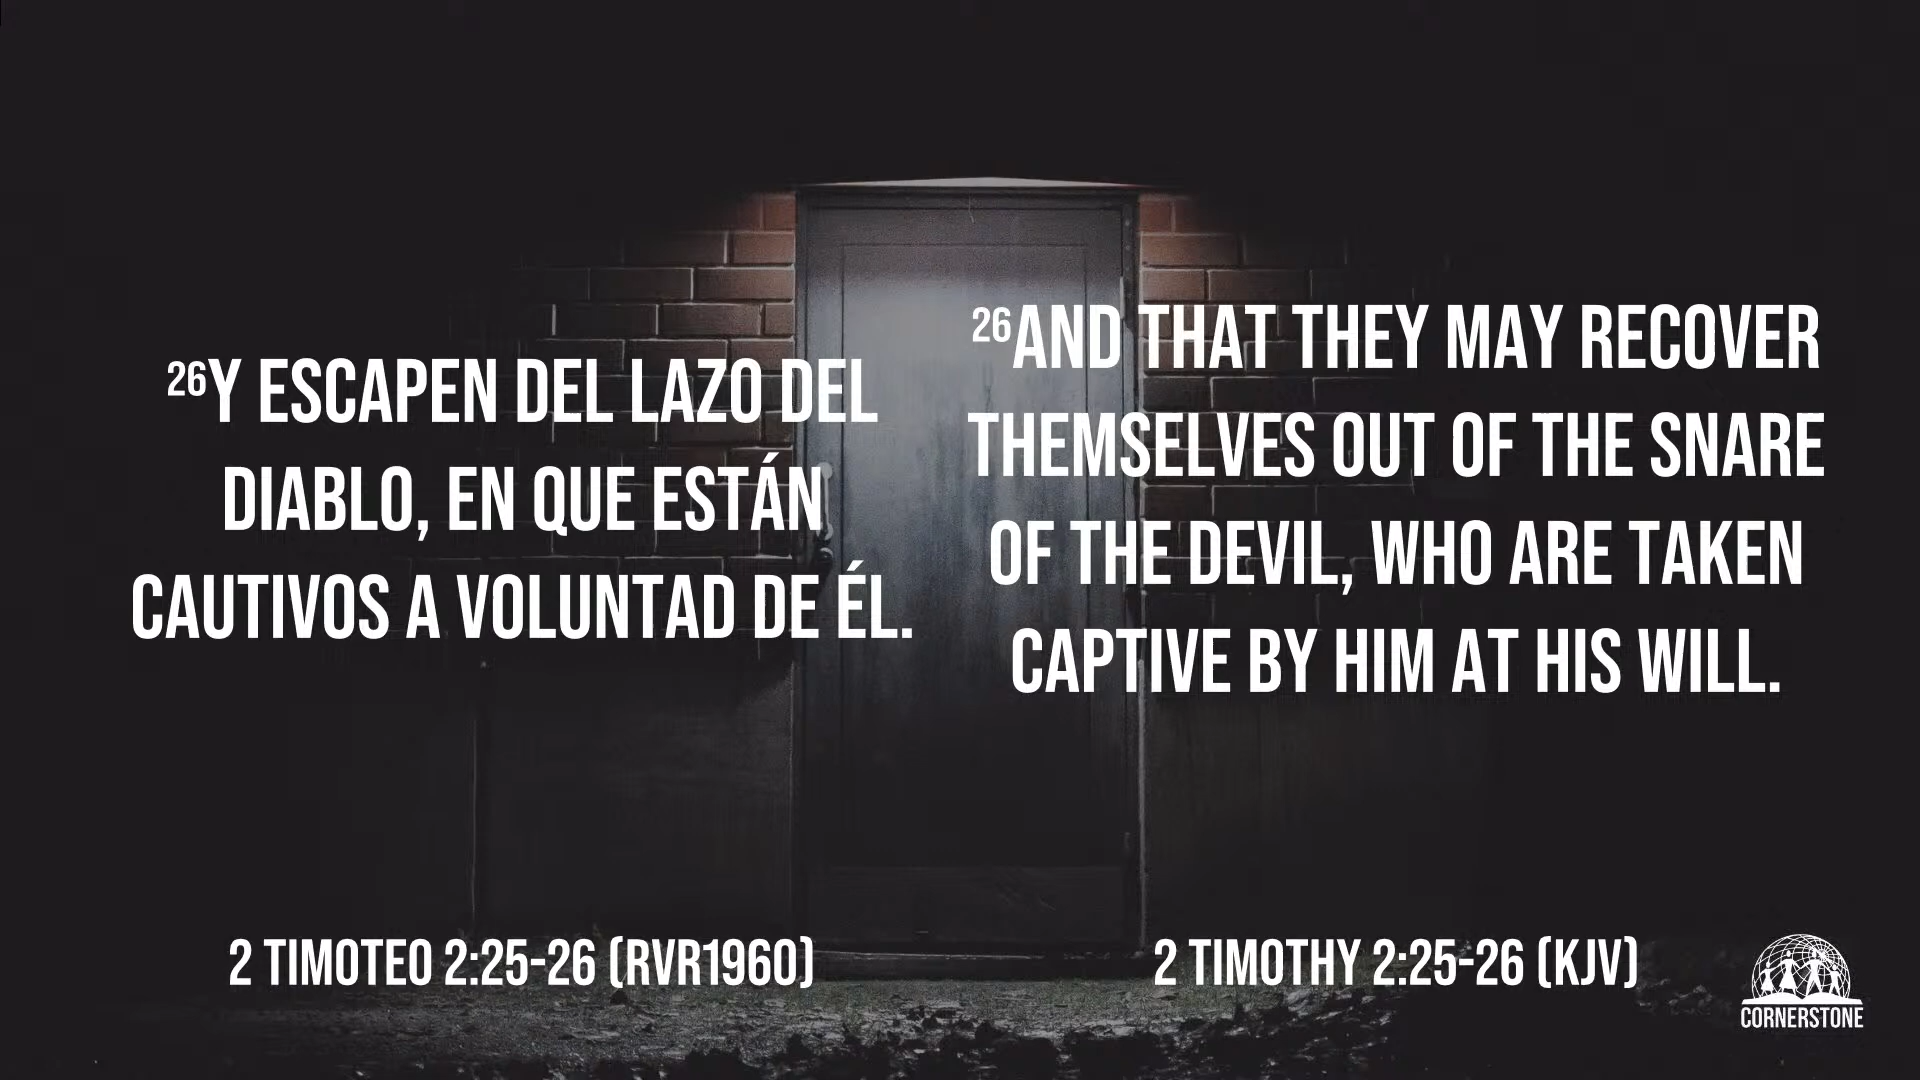 ²⁶Y ESCAPEN DEL LAZO DEL
DIABLO, EN QUE ESTÁN
CAUTIVOS A VOLUNTAD DE ÉL.
2 TIMOTEO 2:25-26 (RVR1960)
²⁶AND THAT THEY MAY RECOVER
THEMSELVES OUT OF THE SNARE
OF THE DEVIL, WHO ARE TAKEN
CAPTIVE BY HIM AT HIS WILL.
2 TIMOTHY 2:25-26 (KJV)
CORNERSTONE